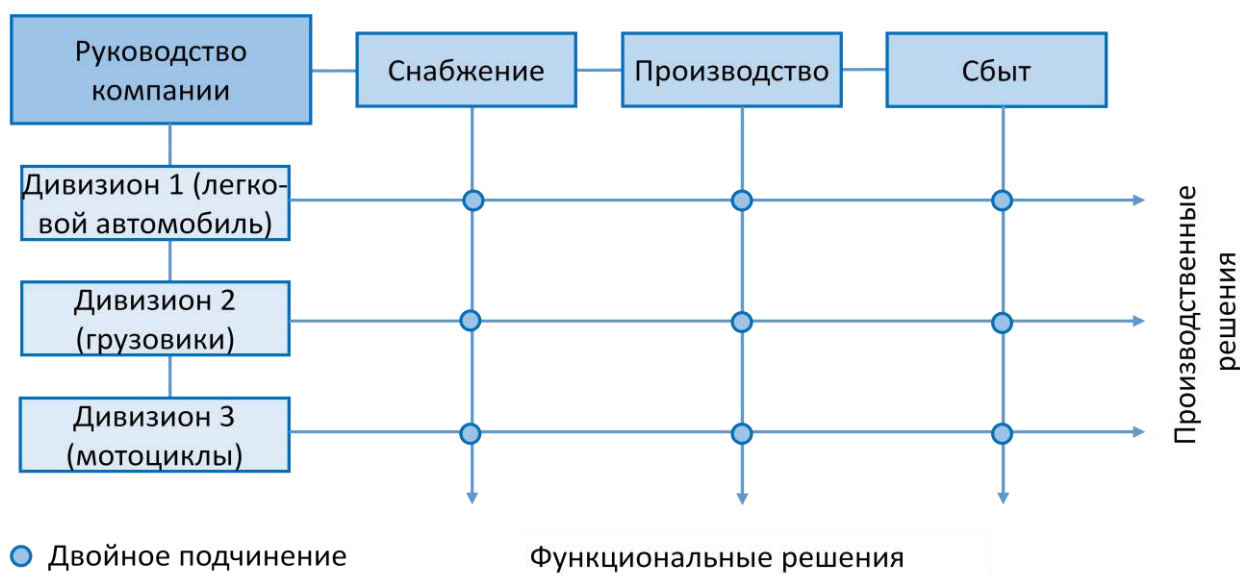 Руководство
компании
Снабжение
Производство
Сбыт
Дивизион 1 (легко-
вой автомобиль)
Дивизион 2
(грузовики)
Дивизион 3
(мотоциклы)
Производственные
решения
Двойное подчинение
Функциональные решения